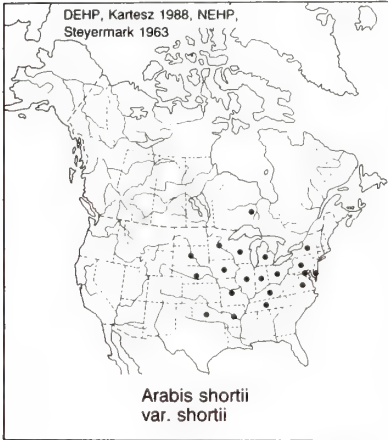 DEHP, Kartesz 1988, NEHP,
Steyermark 1963
Arabis shortii
var. shortii